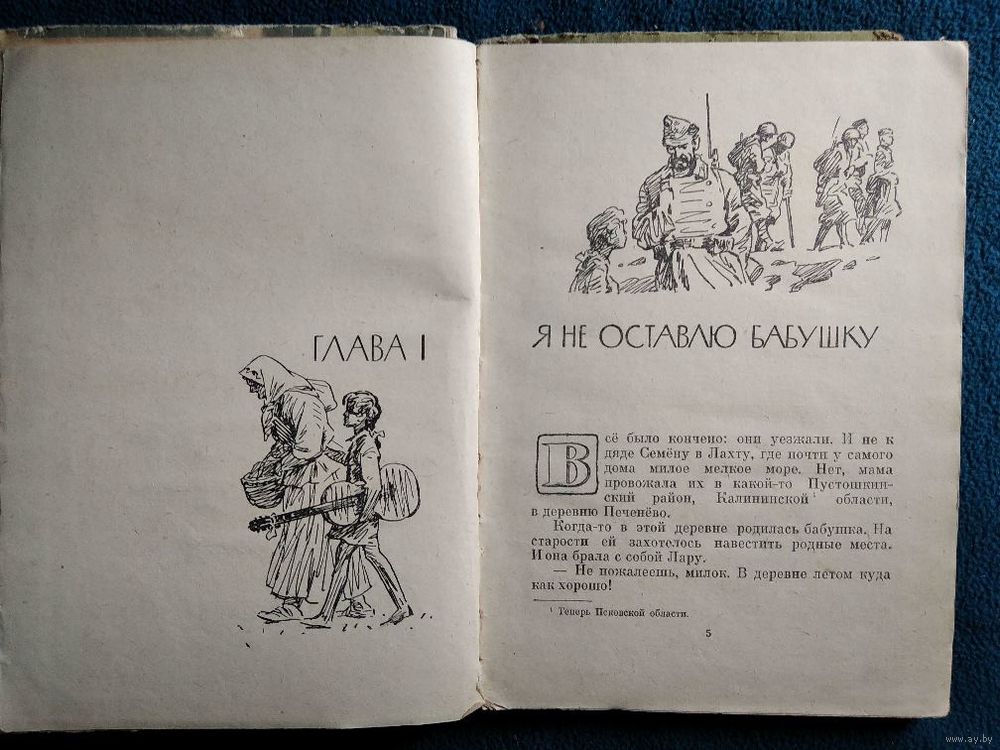 ГЛАВА I
Я НЕ ОСТАВЛЮ БАБУШКУ
Всё было кончено: они уезжали. И не к
дяде Семёну в Лахту, где почти у самого
дома милое мелкое море. Нет, мама
провожала их в какой-то Пустошкин-
ский район, Калининской ¹ области,
в деревню Печенёво.
Когда-то в этой деревне родилась бабушка. На
старости ей захотелось навестить родные места.
И она брала с собой Лару.
— Не пожалеешь, милок. В деревне летом куда
как хорошо!
¹ Теперь Псковской области.
5
www.ay.by